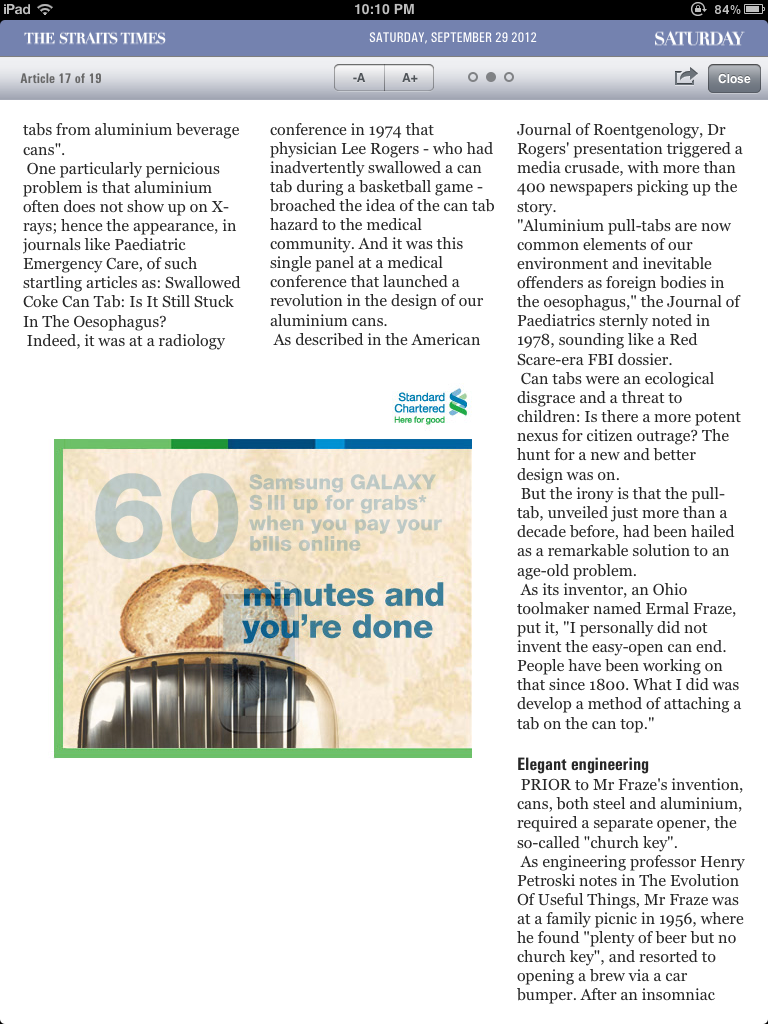 iPad
10:10 PM
84%
THE STRAITS TIMES
SATURDAY, SEPTEMBER 29 2012
SATURDAY
Article 17 of 19
-A
A+
Close
tabs from aluminium beverage
cans".
One particularly pernicious
problem is that aluminium
often does not show up on X-
rays; hence the appearance, in
journals like Paediatric
Emergency Care, of such
startling articles as: Swallowed
Coke Can Tab: Is It Still Stuck
In The Oesophagus?
Indeed, it was at a radiology
conference in 1974 that
physician Lee Rogers - who had
inadvertently swallowed a can
tab during a basketball game -
broached the idea of the can tab
hazard to the medical
community. And it was this
single panel at a medical
conference that launched a
revolution in the design of our
aluminium cans.
As described in the American
Journal of Roentgenology, Dr
Rogers' presentation triggered a
media crusade, with more than
400 newspapers picking up the
story.
"Aluminium pull-tabs are now
common elements of our
environment and inevitable
offenders as foreign bodies in
the oesophagus," the Journal of
Paediatrics sternly noted in
1978, sounding like a Red
Scare-era FBI dossier.
Can tabs were an ecological
disgrace and a threat to
children: Is there a more potent
nexus for citizen outrage? The
hunt for a new and better
design was on.
But the irony is that the pull-
tab, unveiled just more than a
decade before, had been hailed
as a remarkable solution to an
age-old problem.
As its inventor, an Ohio
toolmaker named Ermal Fraze,
put it, "I personally did not
invent the easy-open can end.
People have been working on
that since 1800. What I did was
develop a method of attaching a
tab on the can top."
Elegant engineering
PRIOR to Mr Fraze's invention,
cans, both steel and aluminium,
required a separate opener, the
so-called "church key".
As engineering professor Henry
Petroski notes in The Evolution
Of Useful Things, Mr Fraze was
at a family picnic in 1956, where
he found "plenty of beer but no
church key", and resorted to
opening a brew via a car
bumper. After an insomniac
Standard
Chartered
Here for good
60
Samsung GALAXY
S III up for grabs*
when you pay your
bills online
2 minutes and
you're done